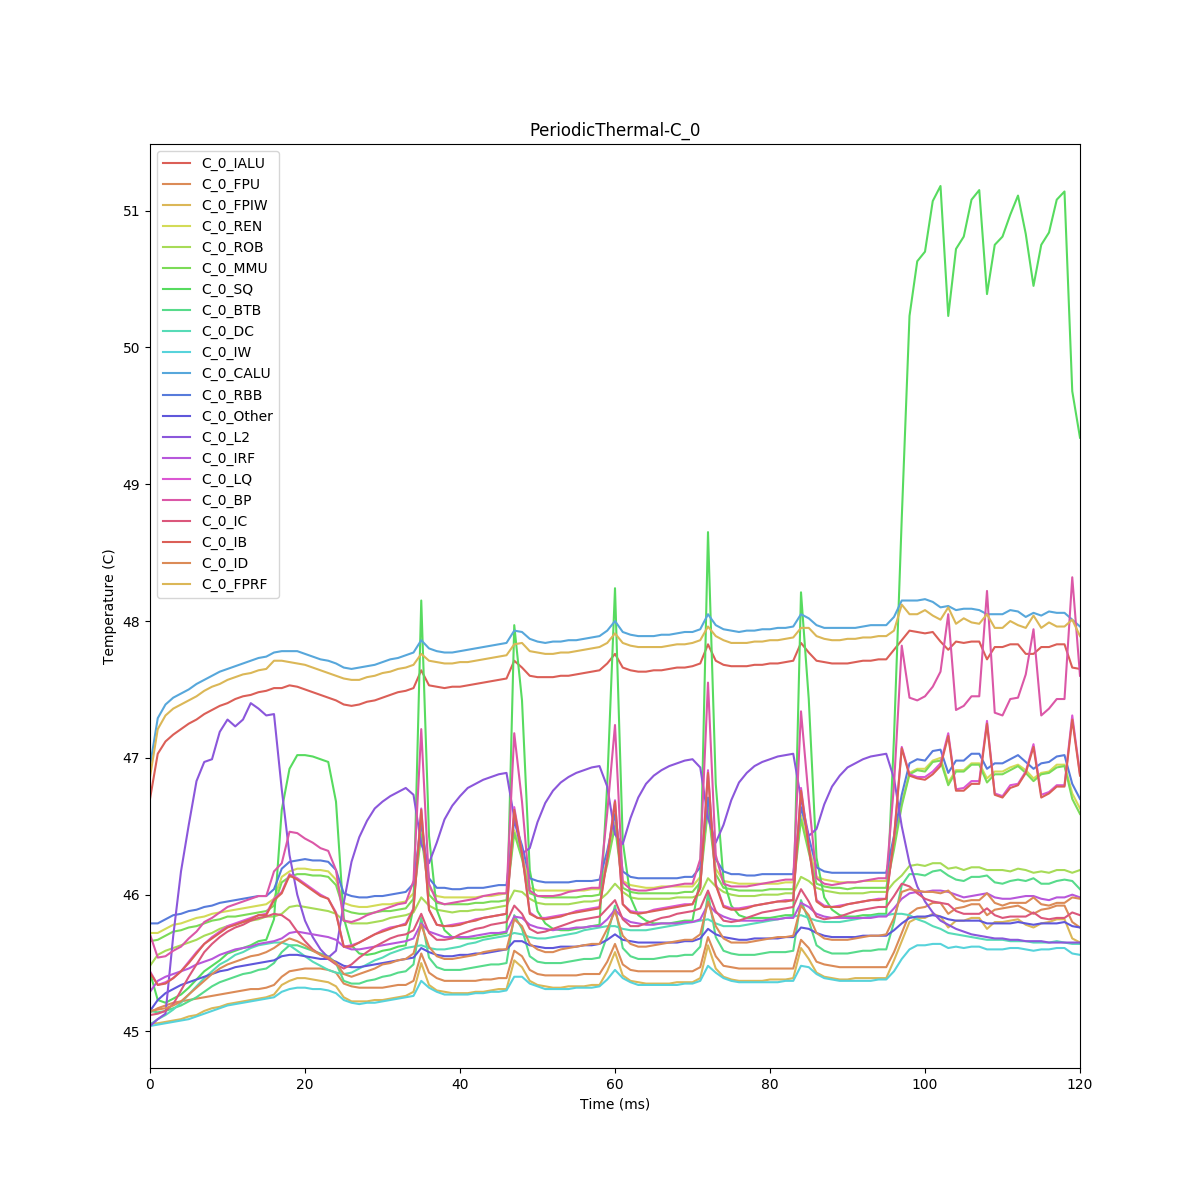 PeriodicThermal-C_0
C_0_IALU
C_0_FPU
C_0_FPIW
C_0_REN
C_0_ROB
C_0_MMU
C_0_SQ
C_0_BTB
C_0_DC
C_0_IW
C_0_CALU
C_0_RBB
C_0_Other
C_0_L2
C_0_IRF
C_0_LQ
C_0_BP
C_0_IC
C_0_IB
C_0_ID
C_0_FPRF
51
50
49
48
47
46
45
Temperature (C)
0 20 40 60 80 100 120
Time (ms)